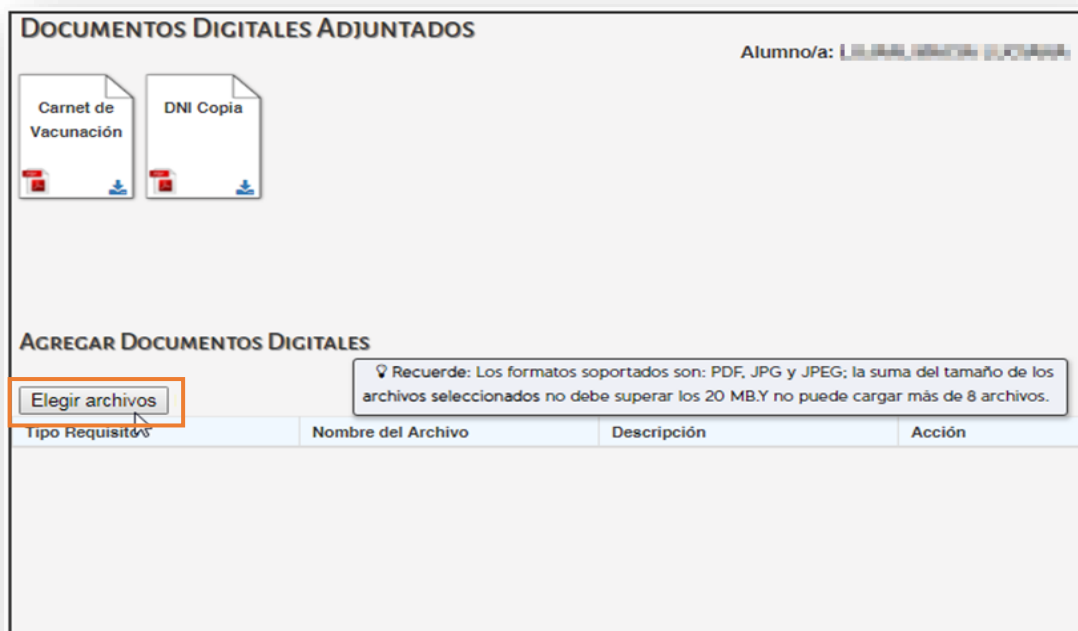 DOCUMENTOS DIGITALES ADJUNTADOS
Alumno/a:
Carnet de
Vacunación
DNI Copia
AGREGAR DOCUMENTOS DIGITALES
Recuerde: Los formatos soportados son: PDF, JPG y JPEG; la suma del tamaño de los
archivos seleccionados no debe superar los 20 MB.Y no puede cargar más de 8 archivos.
Elegir archivos
Tipo Requisito
Nombre del Archivo
Descripción
Acción